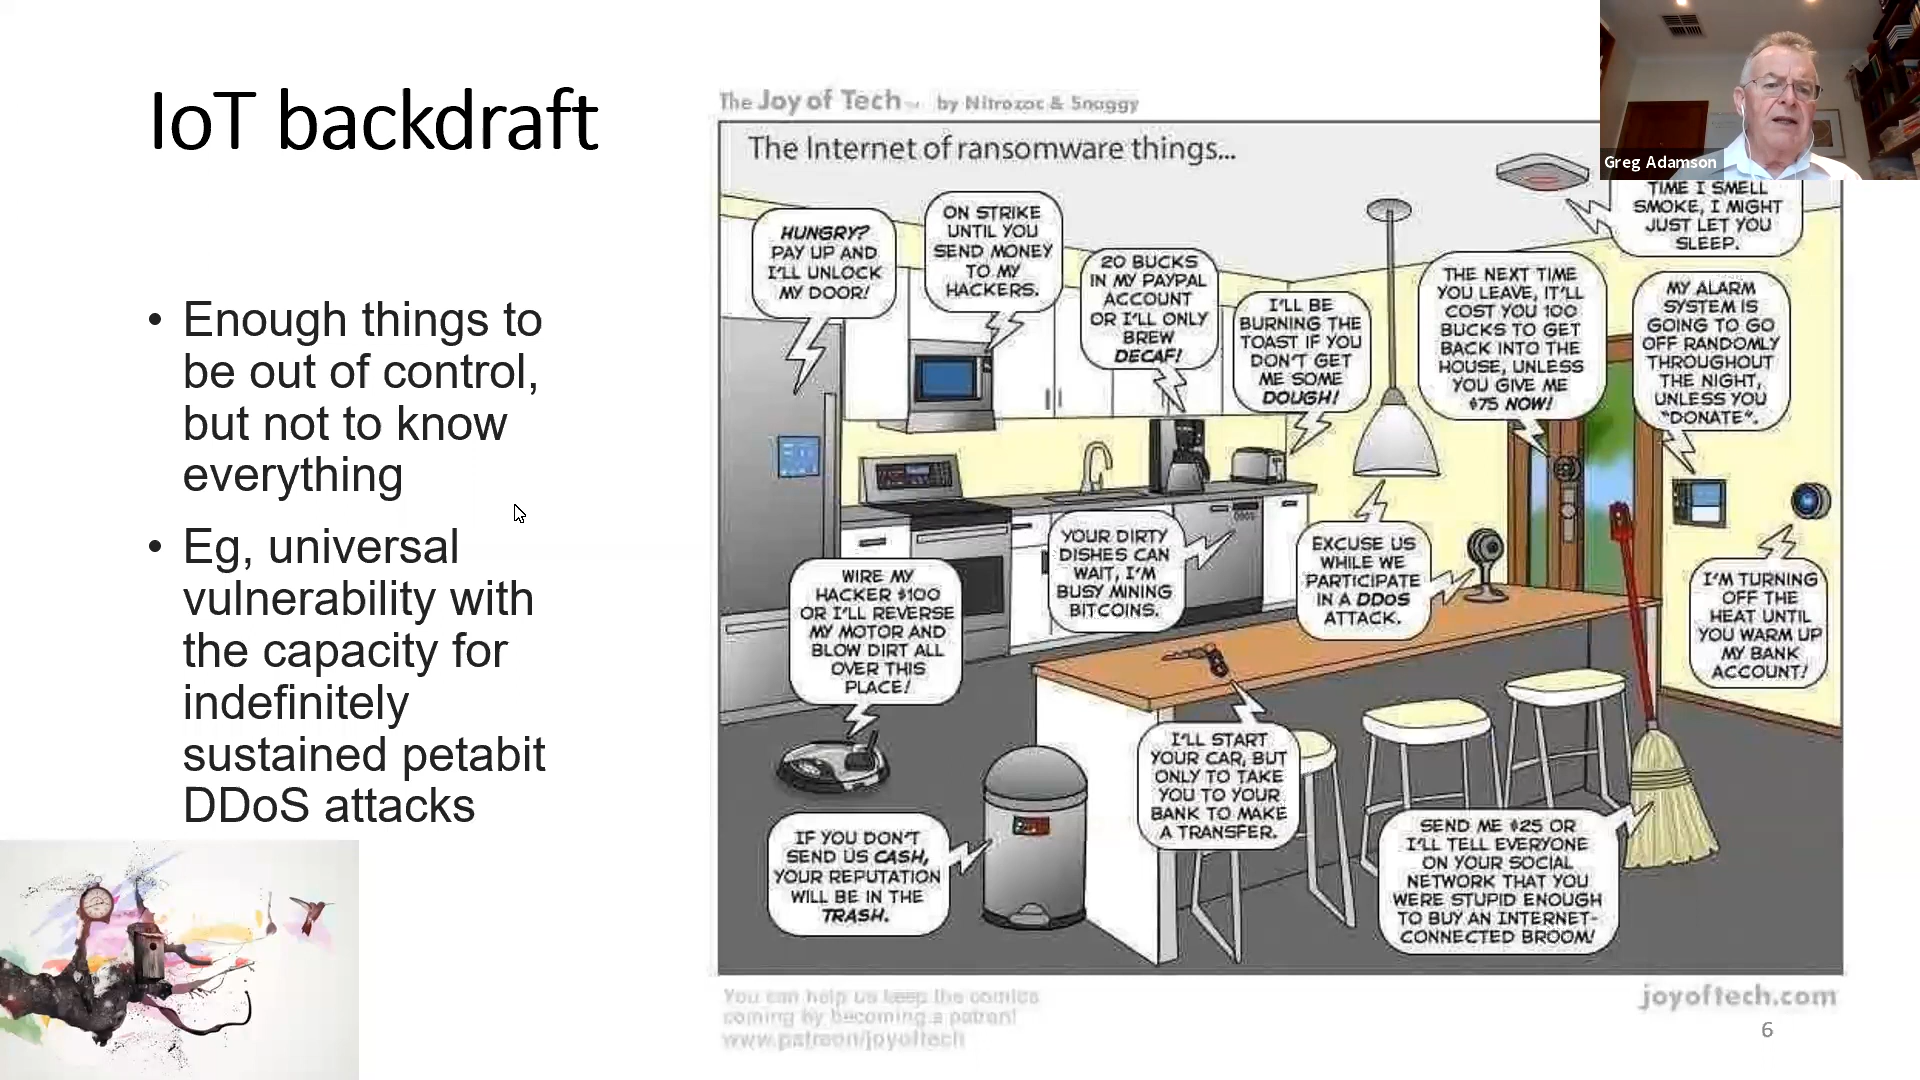 IoT backdraft
• Enough things to
be out of control,
but not to know
everything
• Eg, universal
vulnerability with
the capacity for
indefinitely
sustained petabit
DDoS attacks
The Joy of Tech by Nitrozac & Snaggy
The Internet of ransomware things...
HUNGRY?
PAY UP AND
I'LL UNLOCK
MY DOOR!
ON STRIKE
UNTIL YOU
SEND MONEY
TO MY
HACKERS.
20 BUCKS
IN MY PAYPAL
ACCOUNT
OR I'LL ONLY
BREW
DECAF!
I'LL BE
BURNING THE
TOAST IF YOU
DON'T GET
ME SOME
DOUGH!
THE NEXT TIME
YOU LEAVE, IT'LL
COST YOU 100
BUCKS TO GET
BACK INTO THE
HOUSE, UNLESS
YOU GIVE ME
$75 NOW!
TIME I SMELL
SMOKE, I MIGHT
JUST LET YOU
SLEEP.
MY ALARM
SYSTEM IS
GOING TO GO
OFF RANDOMLY
THROUGHOUT
THE NIGHT,
UNLESS YOU
"DONATE".
WIRE MY
HACKER $100
OR I'LL REVERSE
MY MOTOR AND
BLOW DIRT ALL
OVER THIS
PLACE!
YOUR DIRTY
DISHES CAN
WAIT, I'M
BUSY MINING
BITCOINS.
EXCUSE US
WHILE WE
PARTICIPATE
IN A DDOS
ATTACK.
I'M TURNING
OFF THE
HEAT UNTIL
YOU WARM UP
MY BANK
ACCOUNT!
IF YOU DON'T
SEND US CASH,
YOUR REPUTATION
WILL BE IN THE
TRASH.
I'LL START
YOUR CAR, BUT
ONLY TO TAKE
YOU TO YOUR
BANK TO MAKE
A TRANSFER.
SEND ME $25 OR
I'LL TELL EVERYONE
ON YOUR SOCIAL
NETWORK THAT YOU
WERE STUPID ENOUGH
TO BUY AN INTERNET-
CONNECTED BROOM!
You can help us keep the comics
coming by becoming a patron!
www.patreon/joyoftech
joyoftech.com
6
Greg Adamson